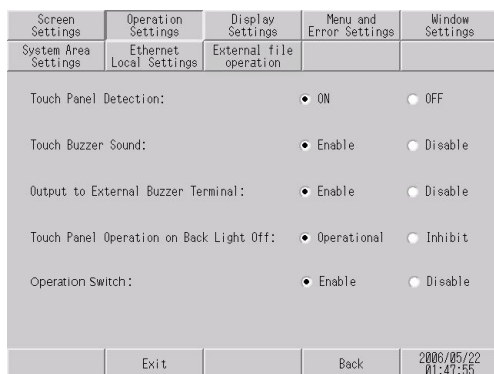 Screen Settings
Operation Settings
Display Settings
Menu and Error Settings
Window Settings
System Area Settings
Ethernet Local Settings
External file operation
Touch Panel Detection: ON OFF
Touch Buzzer Sound: Enable Disable
Output to External Buzzer Terminal: Enable Disable
Touch Panel Operation on Back Light Off: Operational Inhibit
Operation Switch: Enable Disable
Exit
Back
2006/05/22
01:47:55